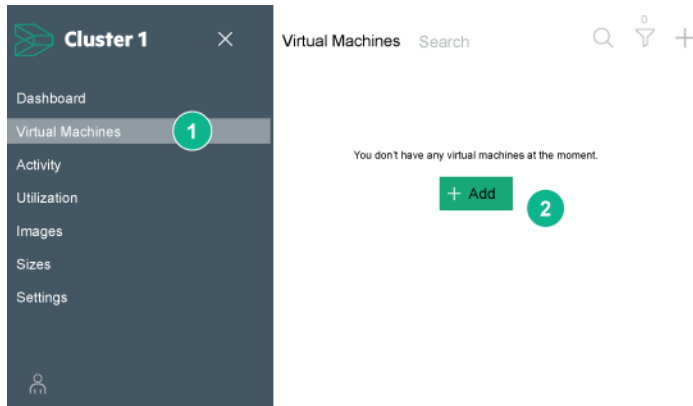 Cluster 1
Dashboard
Virtual Machines
1
Activity
Utilization
Images
Sizes
Settings
Virtual Machines Search
0
You don't have any virtual machines at the moment.
+ Add
2